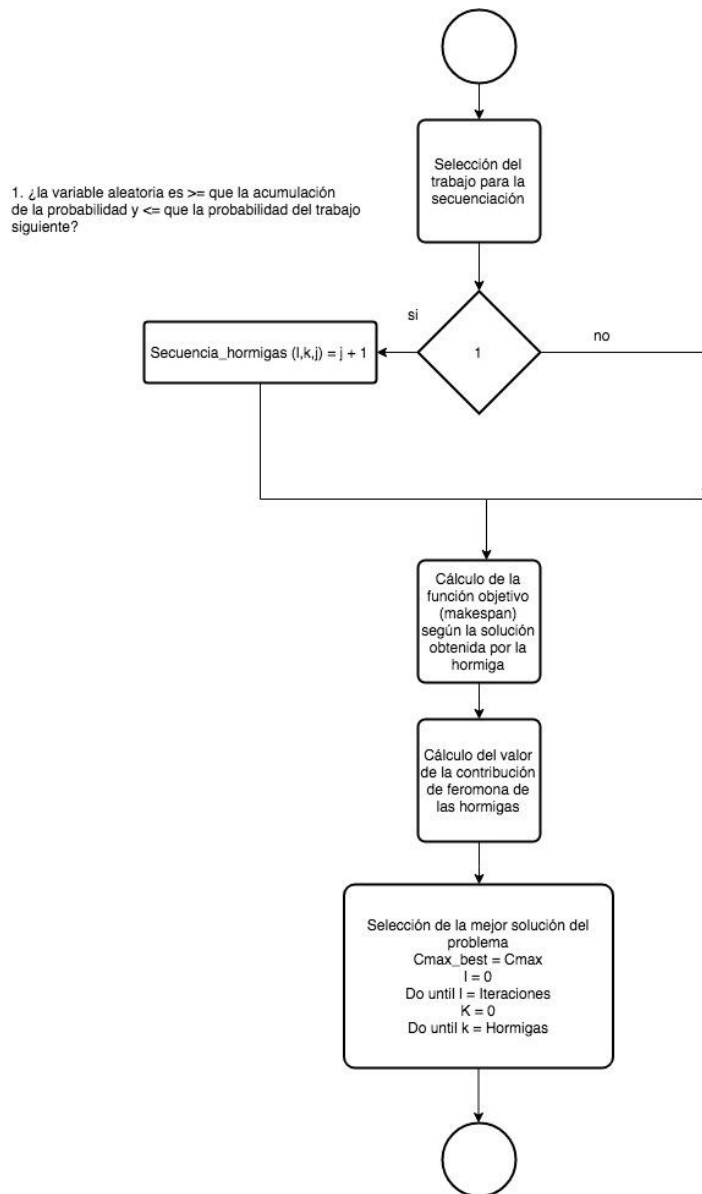 Selección del
trabajo para la
secuenciación
1. ¿la variable aleatoria es >= que la acumulación
de la probabilidad y <= que la probabilidad del trabajo
siguiente?
si
no
Secuencia_hormigas (I,k,j) = j + 1
1
Cálculo de la
función objetivo
(makespan)
según la solución
obtenida por la
hormiga
Cálculo del valor
de la contribución
de feromona de
las hormigas
Selección de la mejor solución del
problema
Cmax_best = Cmax
I = 0
Do until I = Iteraciones
K = 0
Do until k = Hormigas